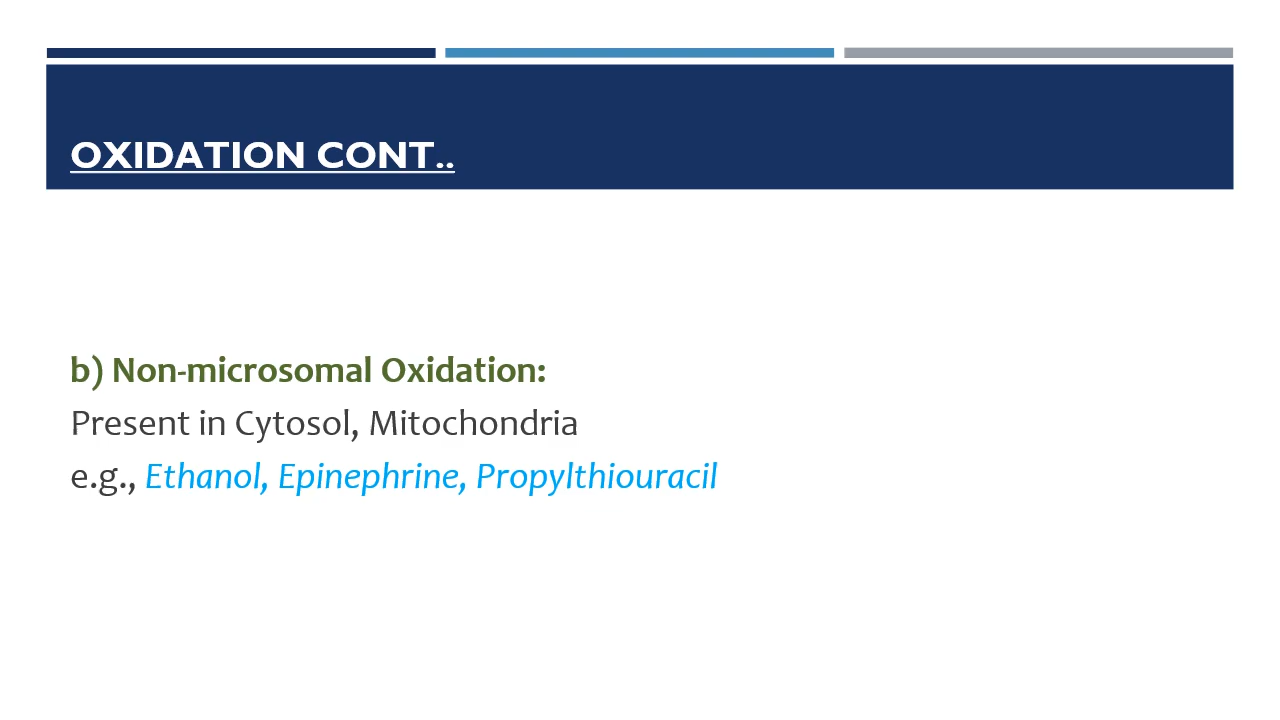 OXIDATION CONT..
b) Non-microsomal Oxidation:
Present in Cytosol, Mitochondria
e.g., Ethanol, Epinephrine, Propylthiouracil